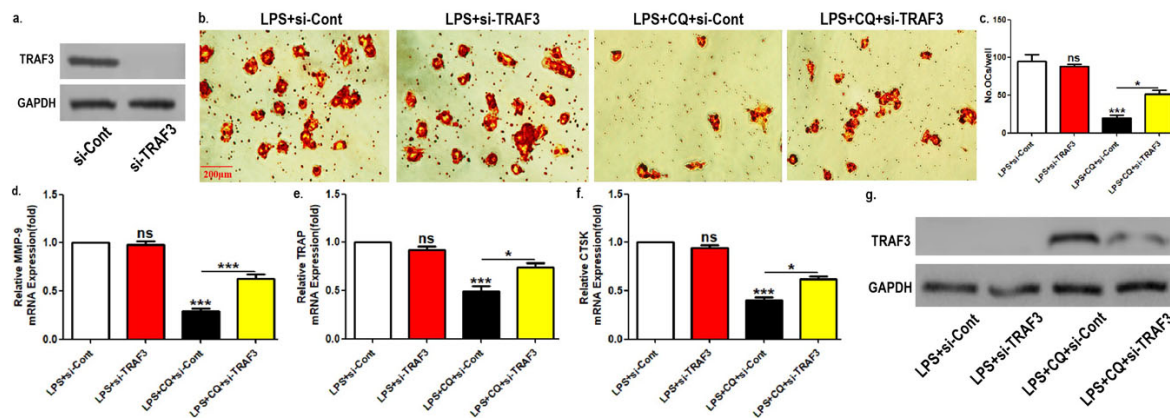 a.
TRAF3
GAPDH
si-Cont
si-TRAF3
b.
LPS+si-Cont
LPS+si-TRAF3
LPS+CQ+si-Cont
LPS+CQ+si-TRAF3
200μm
c.
No.OCs/well
150
100
50
0
ns
***
*
LPS+si-Cont
LPS+si-TRAF3
LPS+CQ+si-Cont
LPS+CQ+si-TRAF3
d.
Relative MMP-9
mRNA Expression(fold)
1.5
1.0
0.5
0.0
ns
***
***
LPS+si-Cont
LPS+si-TRAF3
LPS+CQ+si-Cont
LPS+CQ+si-TRAF3
e.
Relative TRAP
mRNA Expression(fold)
1.5
1.0
0.5
0.0
ns
***
*
LPS+si-Cont
LPS+si-TRAF3
LPS+CQ+si-Cont
LPS+CQ+si-TRAF3
f.
Relative CTSK
mRNA Expression(fold)
1.5
1.0
0.5
0.0
ns
***
*
LPS+si-Cont
LPS+si-TRAF3
LPS+CQ+si-Cont
LPS+CQ+si-TRAF3
g.
TRAF3
GAPDH
LPS+si-Cont
LPS+si-TRAF3
LPS+CQ+si-Cont
LPS+CQ+si-TRAF3